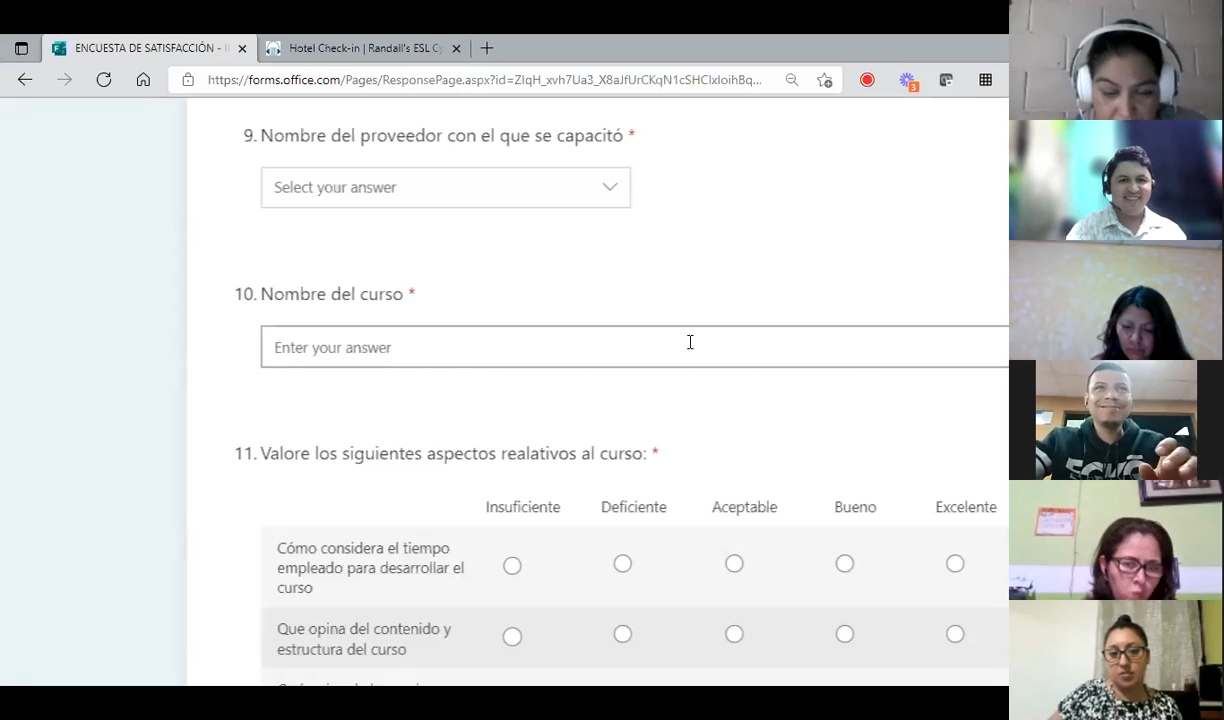 ENCUESTA DE SATISFACCIÓN - I
Hotel Check-in | Randall's ESL Cy
https://forms.office.com/Pages/ResponsePage.aspx?id=ZIqH_xvh7Ua3_X8aJfUrCKqN1cSHClxIoihBq...
3
9. Nombre del proveedor con el que se capacitó *
Select your answer
10. Nombre del curso *
Enter your answer
11. Valore los siguientes aspectos realativos al curso: *
Insuficiente Deficiente Aceptable Bueno Excelente
Cómo considera el tiempo
empleado para desarrollar el
curso
Que opina del contenido y
estructura del curso